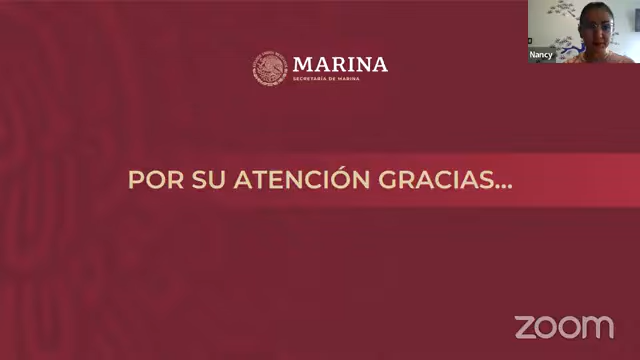 MARINA
SECRETARÍA DE MARINA
Nancy
POR SU ATENCIÓN GRACIAS...
zoom